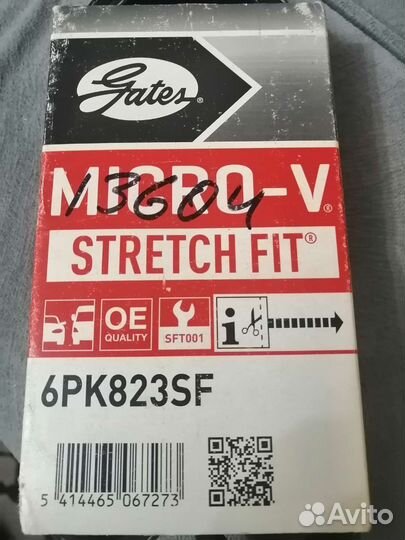 Gates®
MICRO-V®
13604
STRETCH FIT®
OE
QUALITY
SFT001
i
6PK823SF
5 414465 067273
Avito